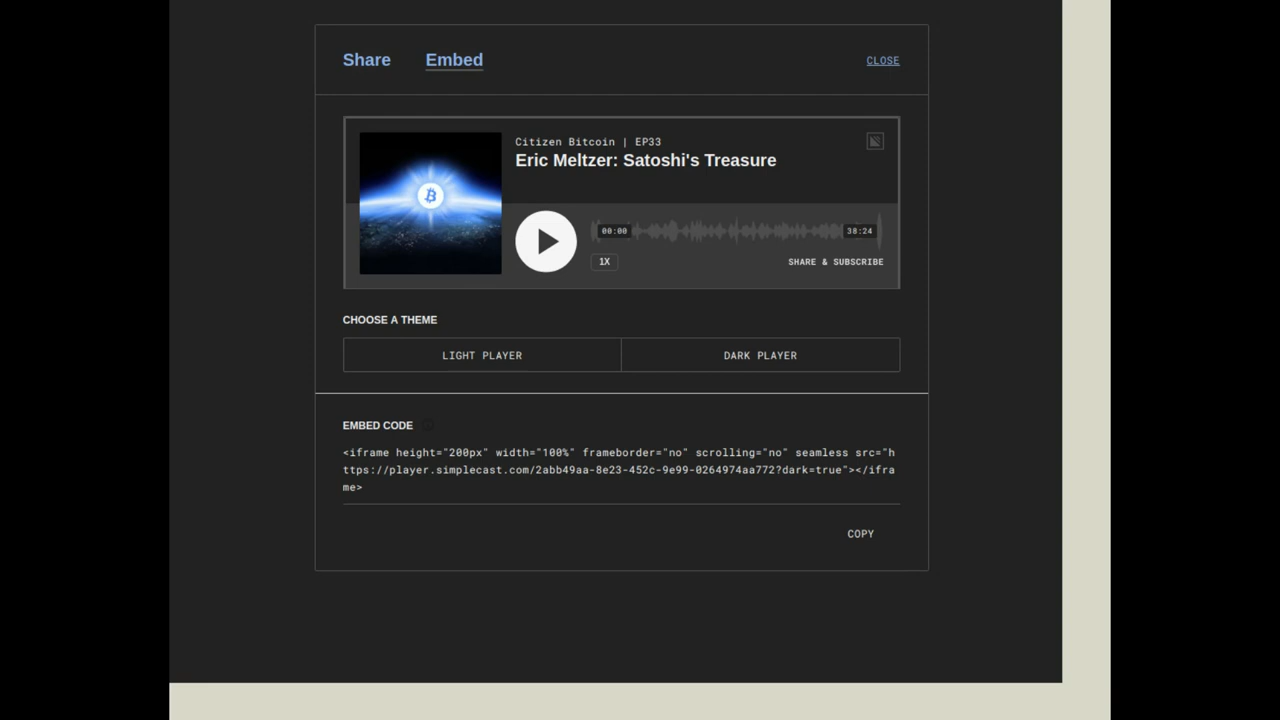 Share Embed CLOSE
Citizen Bitcoin | EP33
Eric Meltzer: Satoshi's Treasure
00:00 38:24
1X SHARE & SUBSCRIBE
CHOOSE A THEME
LIGHT PLAYER DARK PLAYER
EMBED CODE
<iframe height="200px" width="100%" frameborder="no" scrolling="no" seamless src="h
ttps://player.simplecast.com/2abb49aa-8e23-452c-9e99-0264974aa772?dark=true"></ifra
me>
COPY